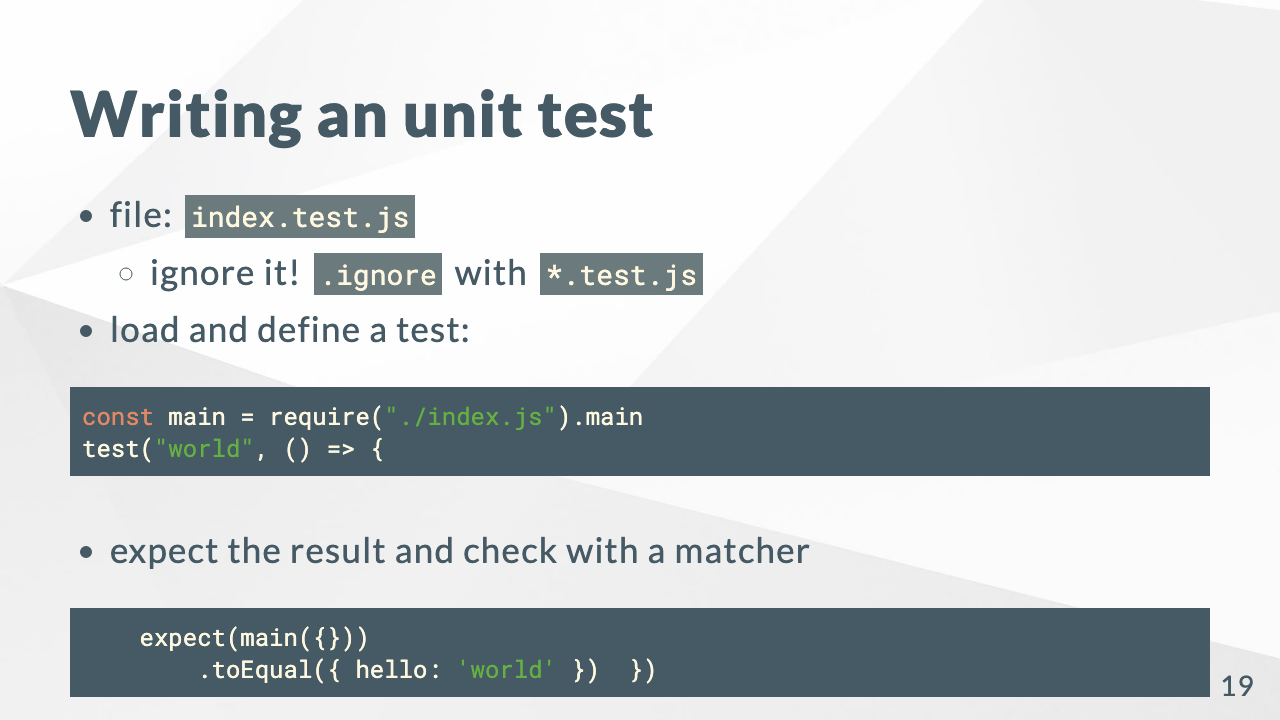 Writing an unit test
file: index.test.js
ignore it! .ignore with *.test.js
load and define a test:
const main = require("./index.js").main
test("world", () => {
expect the result and check with a matcher
expect(main({}))
.toEqual({ hello: 'world' })  })
19